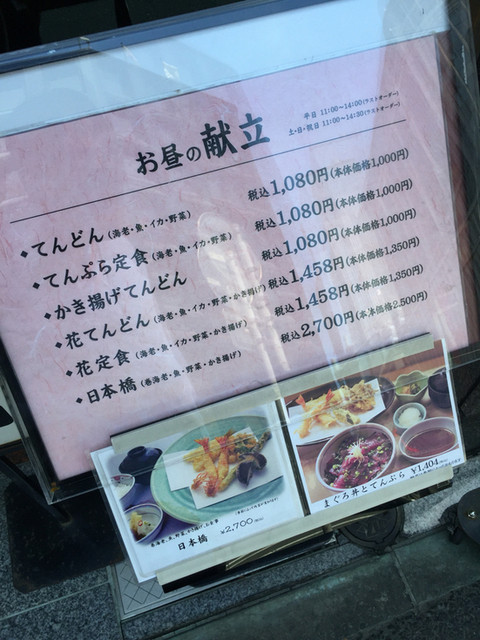 お昼の献立
平日 11:00~14:00(ラストオーダー)
土・日・祝日 11:00~14:30(ラストオーダー)
◆てんどん(海老・魚・イカ・野菜) 税込1,080円(本体価格1,000円)
◆てんぷら定食(海老・魚・イカ・野菜) 税込1,080円(本体価格1,000円)
◆かき揚げてんどん 税込1,080円(本体価格1,000円)
◆花てんどん(海老・魚・イカ・野菜・かき揚げ) 税込1,458円(本体価格1,350円)
◆花定食(海老・魚・イカ・野菜・かき揚げ) 税込1,458円(本体価格1,350円)
◆日本橋(巻海老・魚・野菜・かき揚げ) 税込2,700円(本体価格2,500円)
日本橋 ¥2,700(税込)
まぐろ丼とてんぷら ¥1,404(税込)